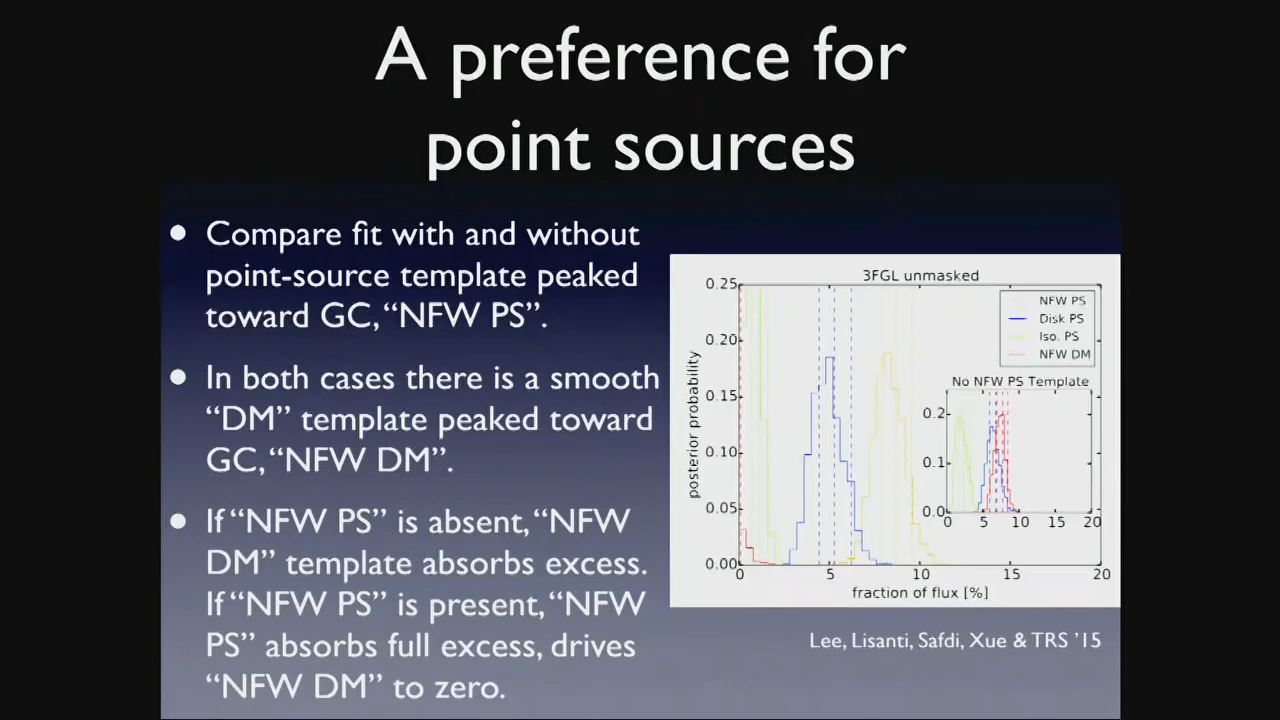 A preference for
point sources
• Compare fit with and without
point-source template peaked
toward GC, “NFW PS”.
• In both cases there is a smooth
“DM” template peaked toward
GC, “NFW DM”.
• If “NFW PS” is absent, “NFW
DM” template absorbs excess.
If “NFW PS” is present, “NFW
PS” absorbs full excess, drives
“NFW DM” to zero.
3FGL unmasked
0.25
0.20
0.15
0.10
0.05
0.00
posterior probability
0 5 10 15 20
fraction of flux [%]
NFW PS
Disk PS
Iso. PS
NFW DM
No NFW PS Template
0.2
0.1
0.0
0 5 10 15 20
Lee, Lisanti, Safdi, Xue & TRS ’15